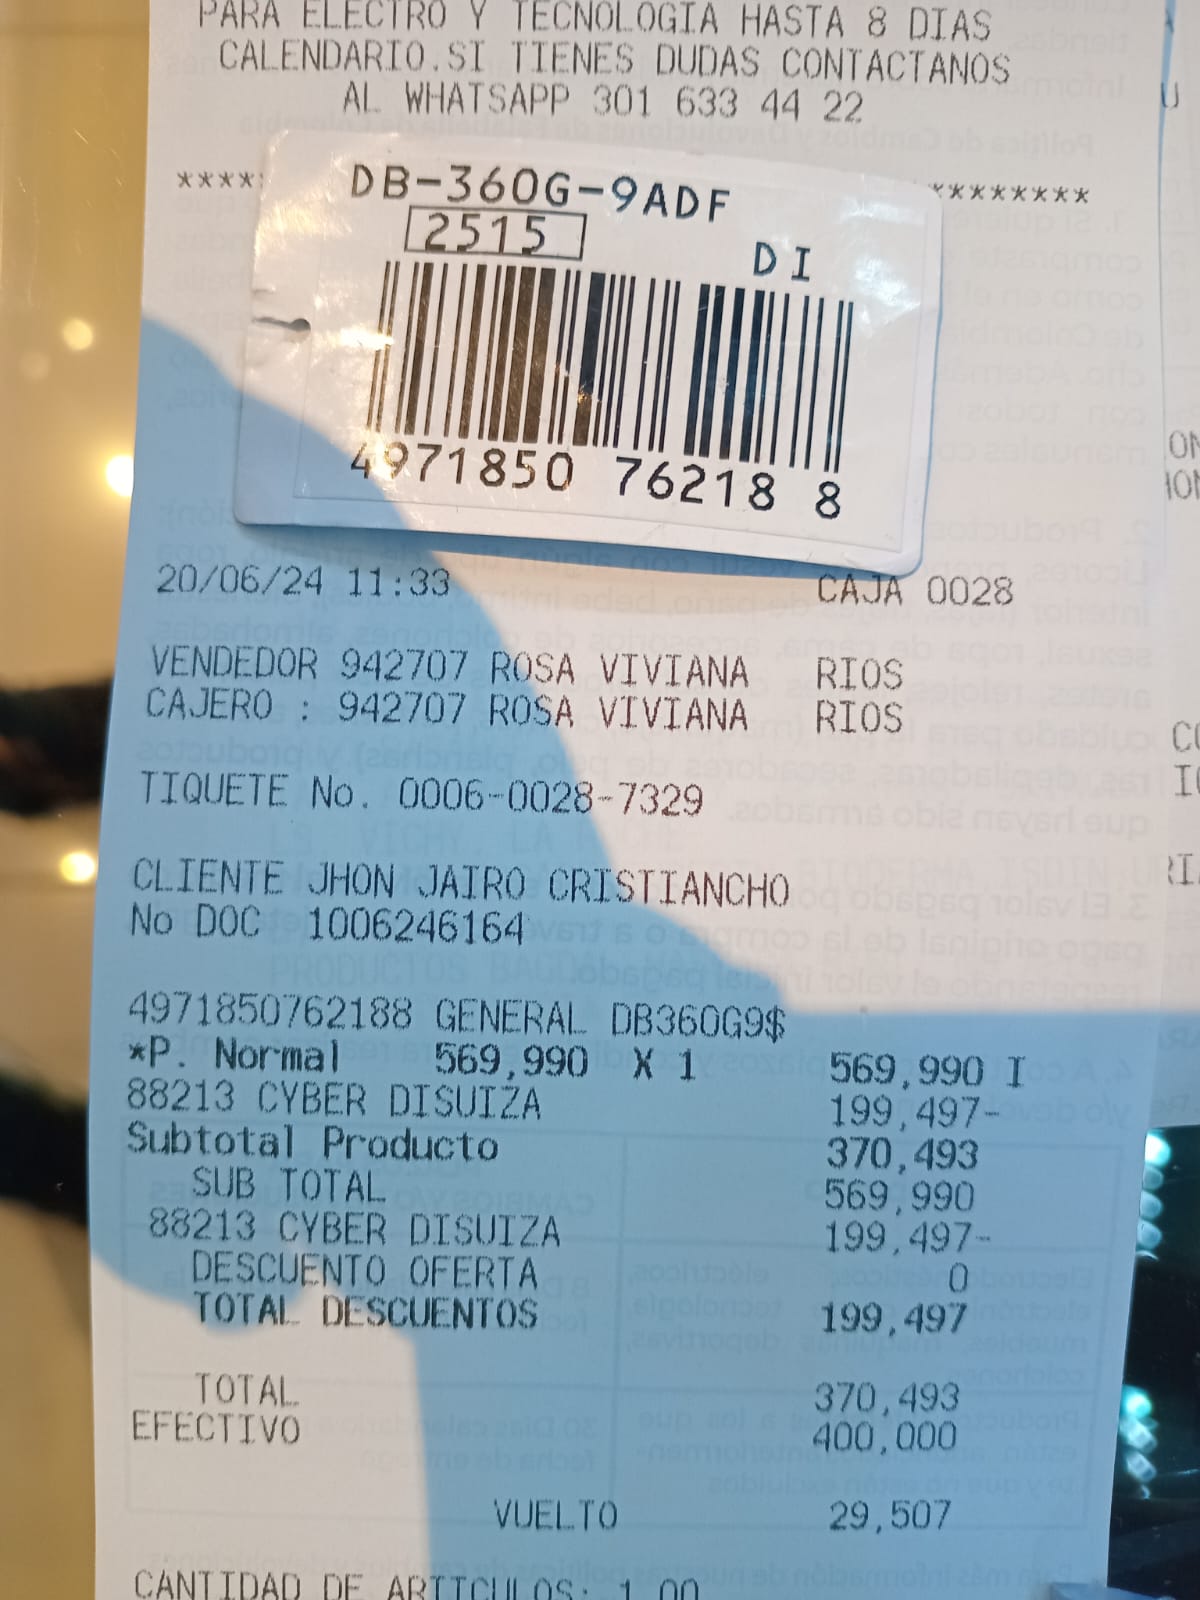 PARA ELECTRO Y TECNOLOGIA HASTA 8 DIAS
CALENDARIO.SI TIENES DUDAS CONTACTANOS
AL WHATSAPP 301 633 44 22
**** *********
DB-360G-9ADF
2515
DI
4971850 76218 8
20/06/24 11:33 CAJA 0028
VENDEDOR 942707 ROSA VIVIANA RIOS
CAJERO : 942707 ROSA VIVIANA RIOS
TIQUETE No. 0006-0028-7329
CLIENTE JHON JAIRO CRISTIANCHO
No DOC 1006246164
4971850762188 GENERAL DB360G9$
*P. Normal 569,990 X 1 569,990 I
88213 CYBER DISUIZA 199,497-
Subtotal Producto 370,493
SUB TOTAL 569,990
88213 CYBER DISUIZA 199,497-
DESCUENTO OFERTA 0
TOTAL DESCUENTOS 199,497
TOTAL 370,493
EFECTIVO 400,000
VUELTO 29,507
CANTIDAD DE ARTICULOS: 1.00